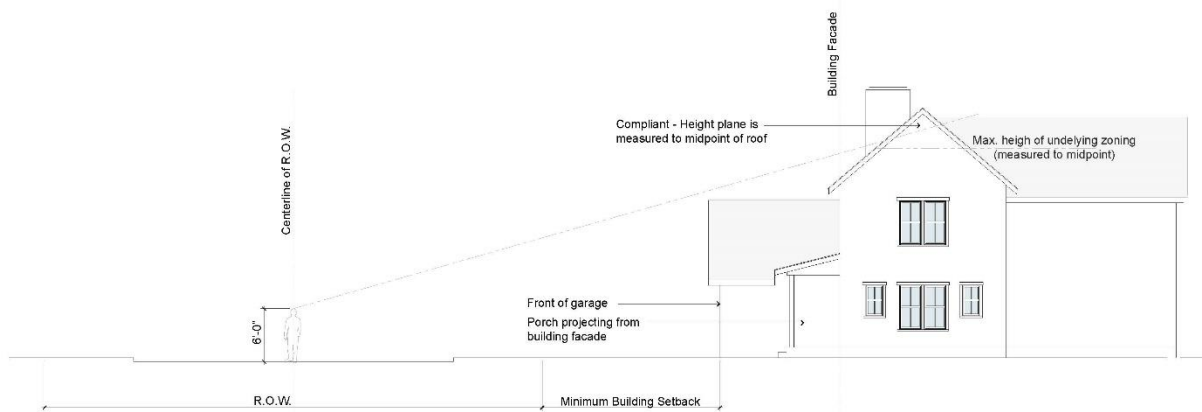 Building Facade
Centerline of R.O.W.
Compliant - Height plane is
measured to midpoint of roof
Max. heigh of undelying zoning
(measured to midpoint)
6'-0"
Front of garage
Porch projecting from
building facade
R.O.W.
Minimum Building Setback